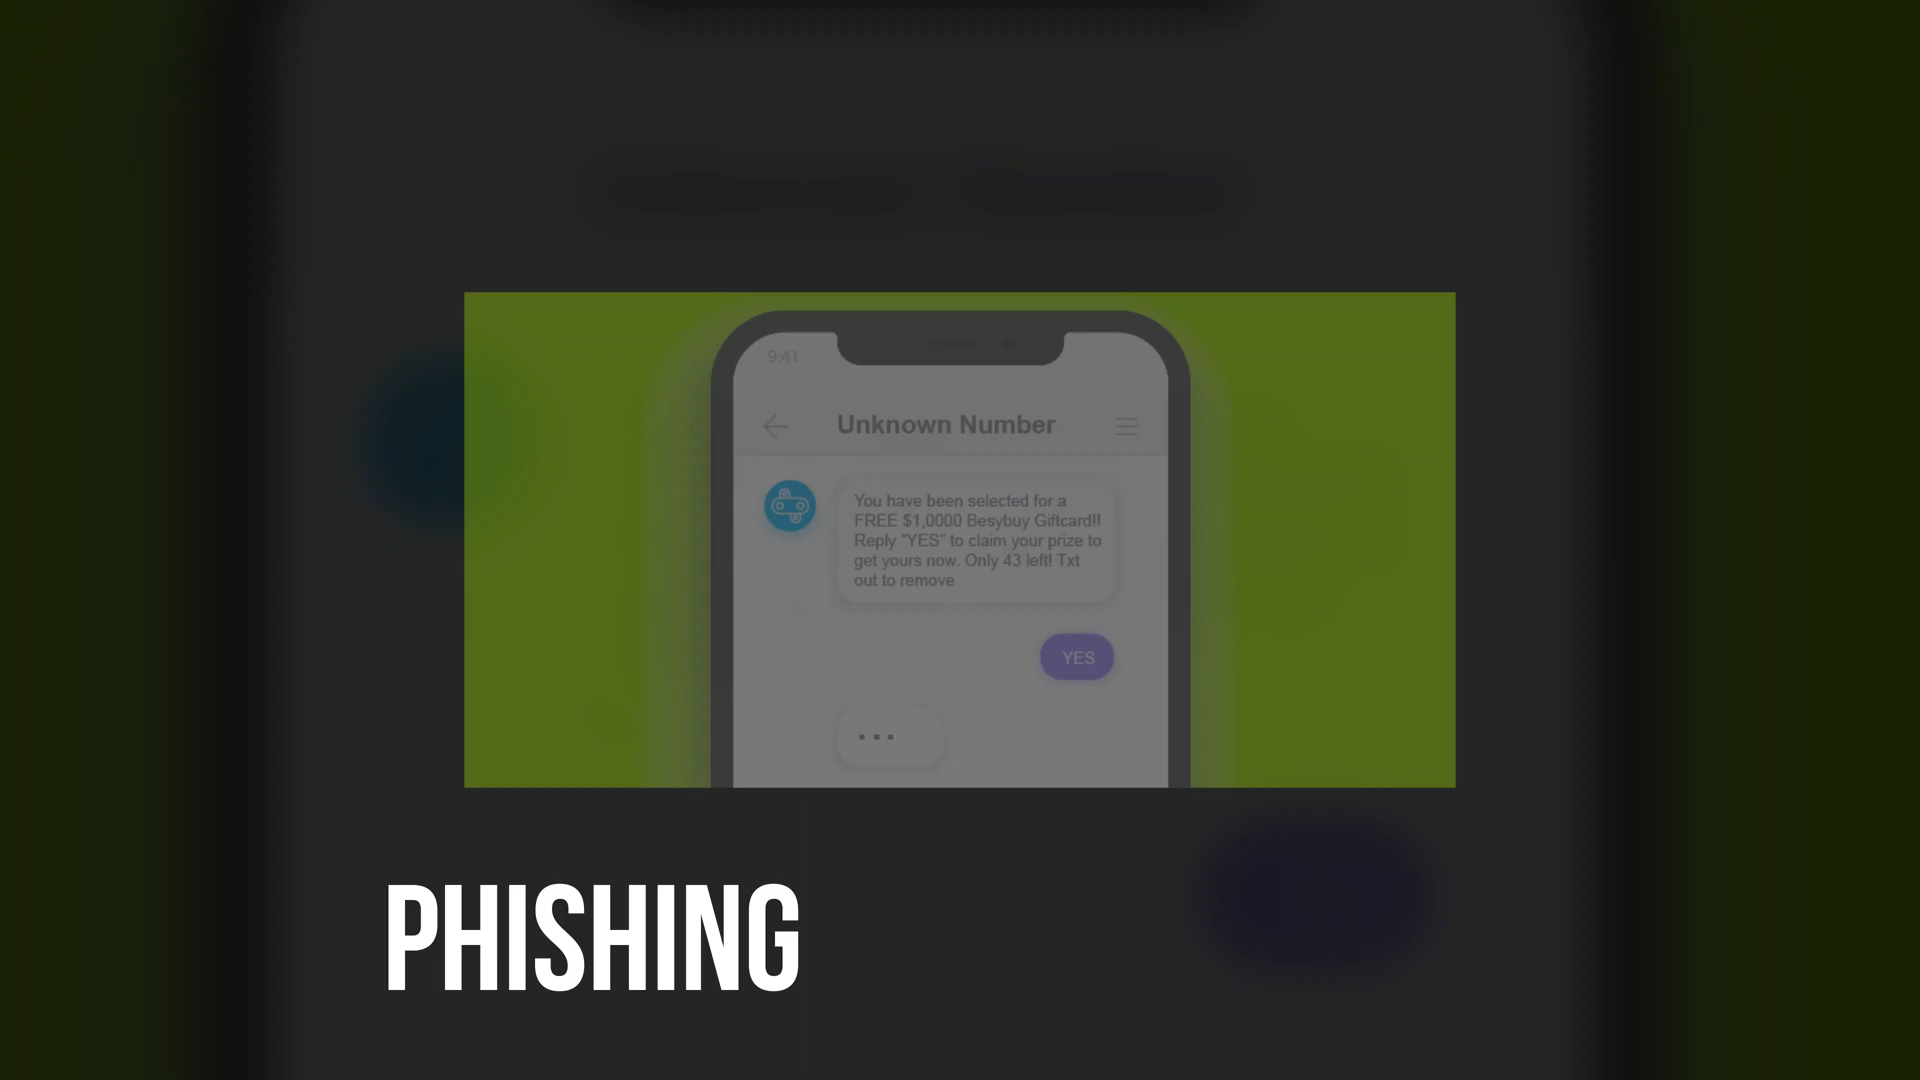 9:41
Unknown Number
You have been selected for a
FREE $1,0000 Besybuy Giftcard!!
Reply "YES" to claim your prize to
get yours now. Only 43 left! Txt
out to remove
YES
PHISHING